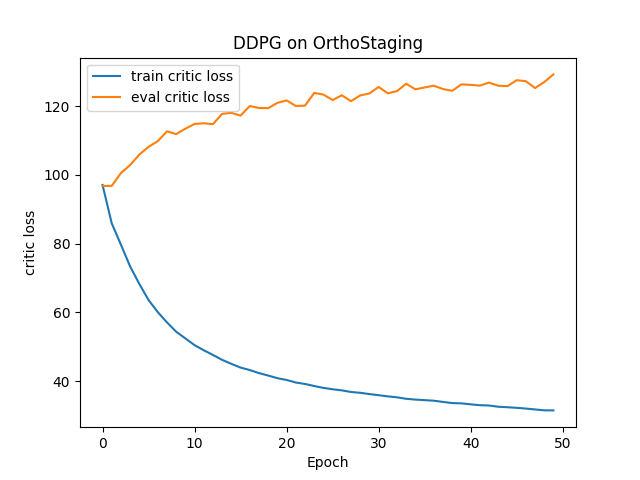 DDPG on OrthoStaging
train critic loss
eval critic loss
critic loss
120
100
80
60
40
0 10 20 30 40 50
Epoch